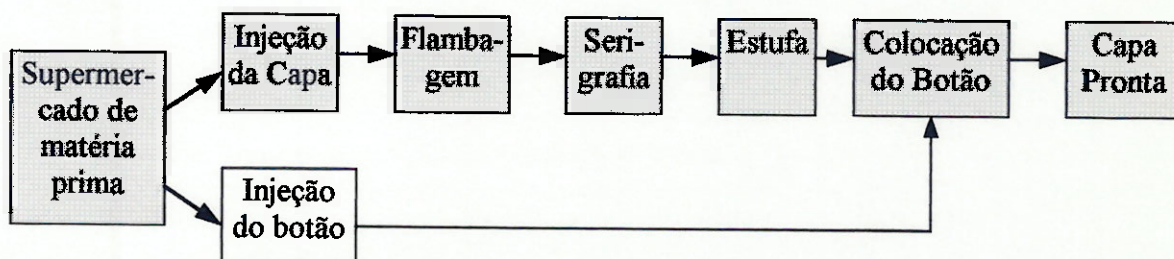 Supermer-
cado de
matéria
prima
Injeção
da Capa
Flamba-
gem
Seri-
grafia
Estufa
Colocação
do Botão
Capa
Pronta
Injeção
do botão